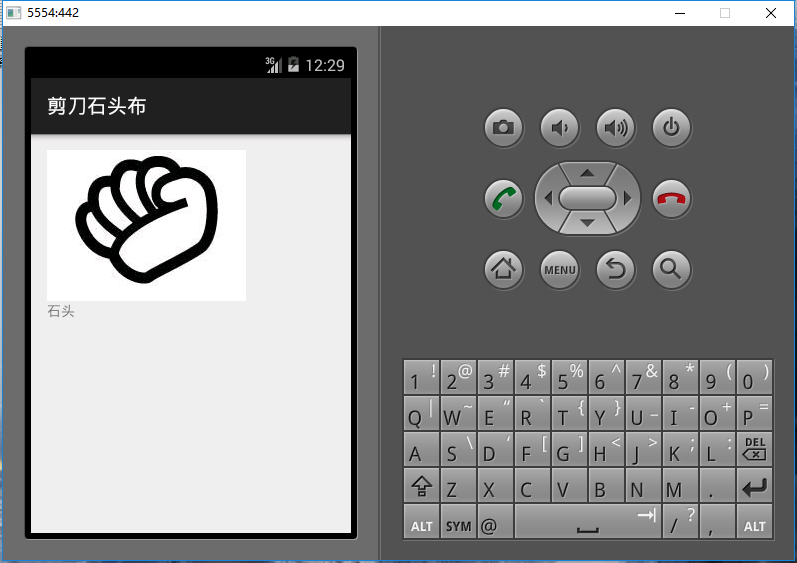 5554:442
3G 12:29
剪刀石头布
石头
MENU
1 ! 2 @ 3 # 4 $ 5 % 6 ^ 7 & 8 * 9 ( 0 )
Q | W ~ E “ R ` T { Y } U _ I - O + P =
A S \ D ‘ F [ G ] H < J > K ; L : DEL
Z X C V B N M .
ALT SYM @ / ? , ALT